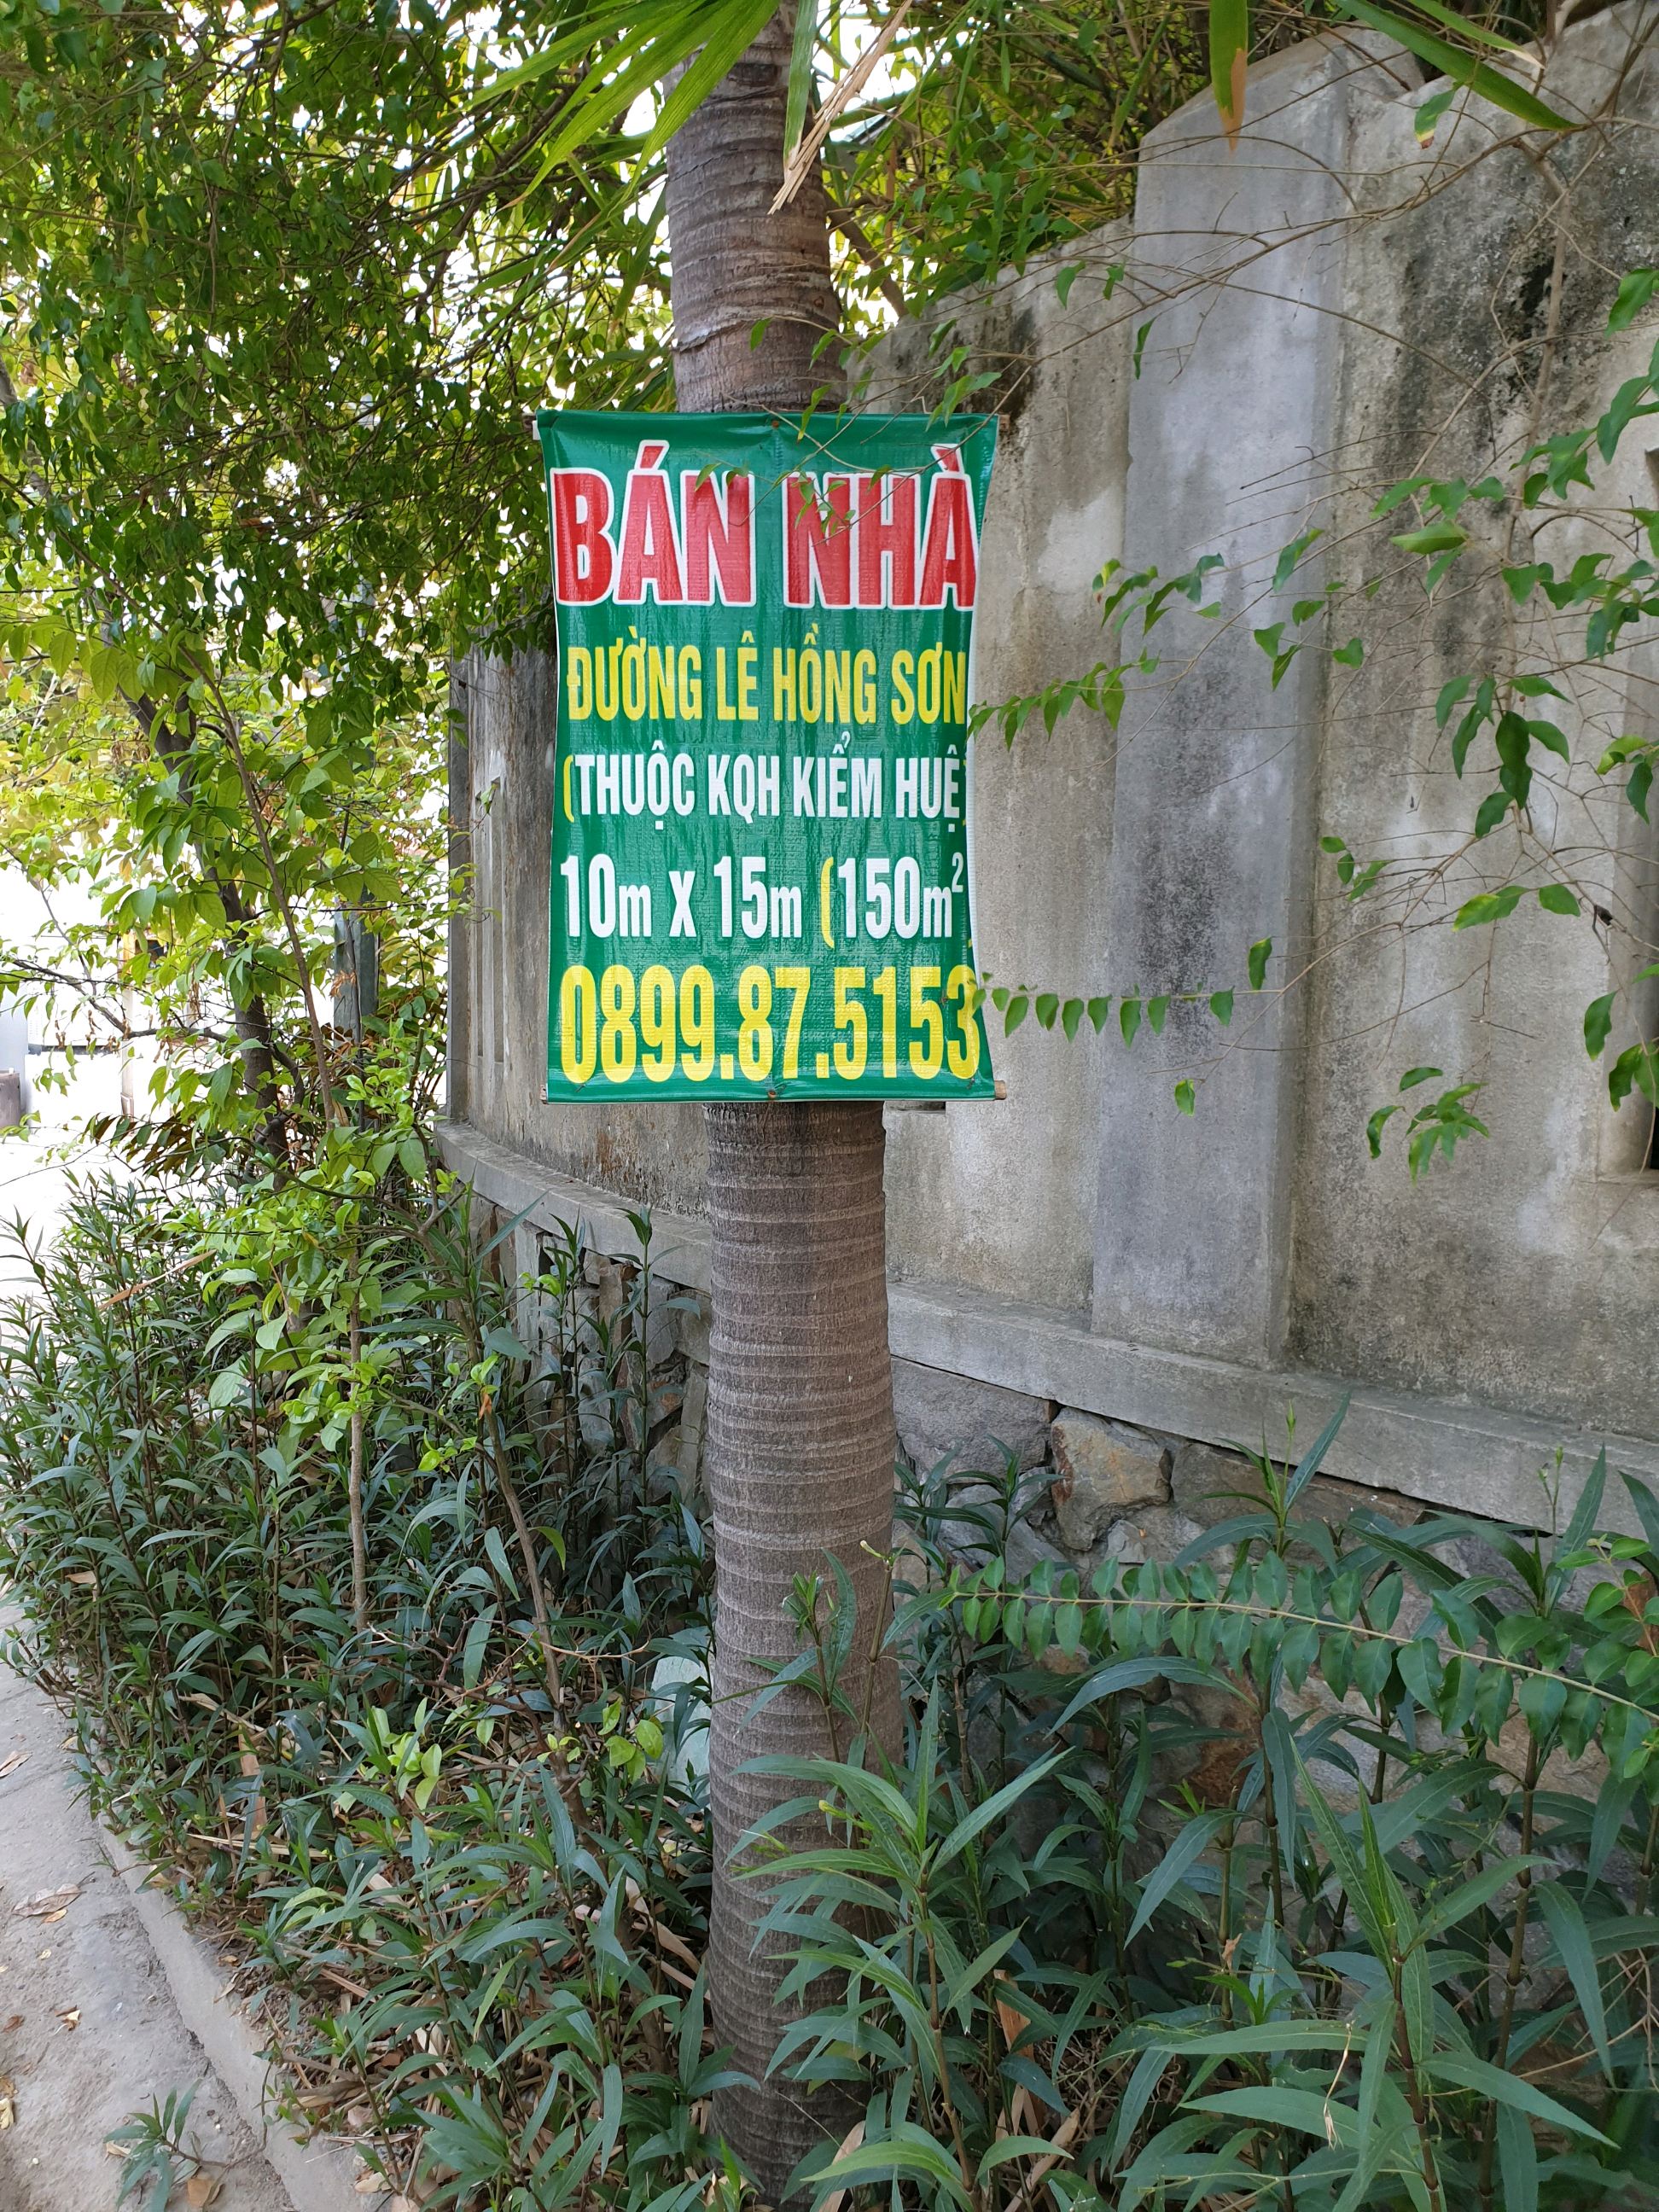 BÁN NHÀ
ĐƯỜNG LÊ HỒNG SƠN
(THUỘC KQH KIỂM HUỆ)
10m x 15m (150m²)
0899.87.5153